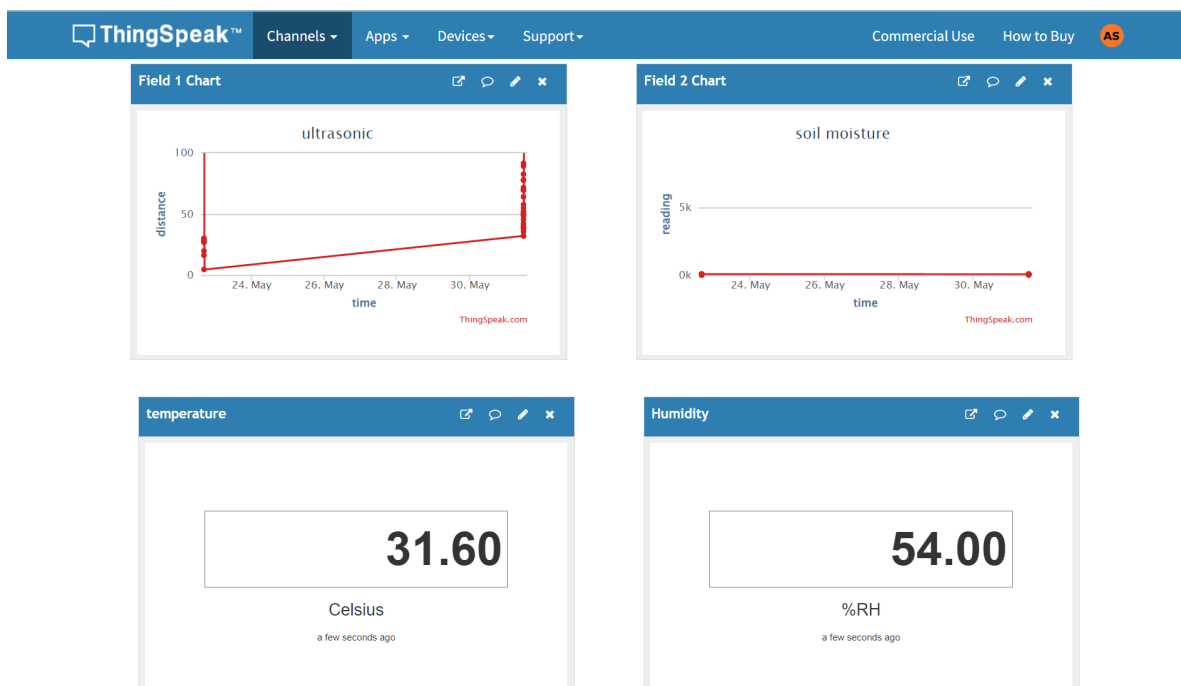 ThingSpeak™ Channels Apps Devices Support Commercial Use How to Buy AS
Field 1 Chart
ultrasonic
100
50
0
distance
24. May 26. May 28. May 30. May
time
ThingSpeak.com
Field 2 Chart
soil moisture
5k
0k
reading
24. May 26. May 28. May 30. May
time
ThingSpeak.com
temperature
31.60
Celsius
a few seconds ago
Humidity
54.00
%RH
a few seconds ago